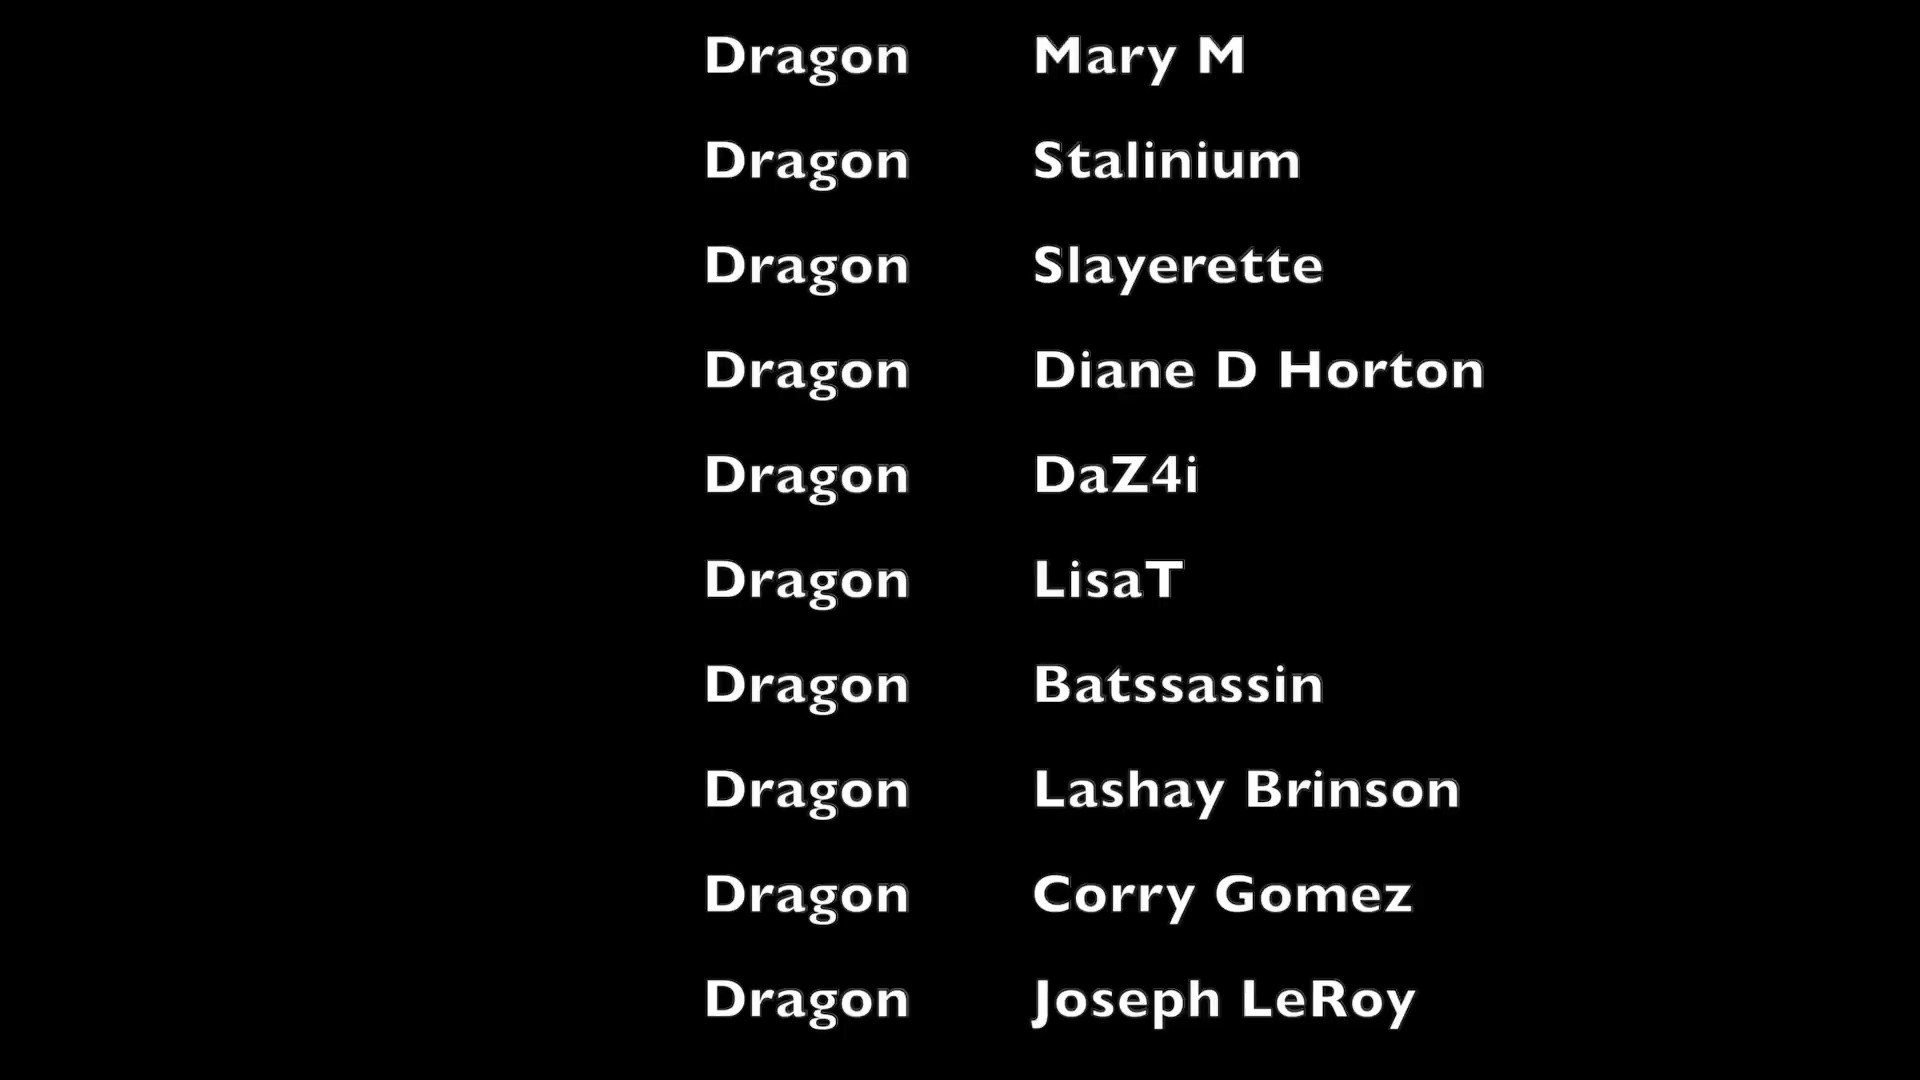 Dragon Mary M
Dragon Stalinium
Dragon Slayerette
Dragon Diane D Horton
Dragon DaZ4i
Dragon LisaT
Dragon Batssassin
Dragon Lashay Brinson
Dragon Corry Gomez
Dragon Joseph LeRoy